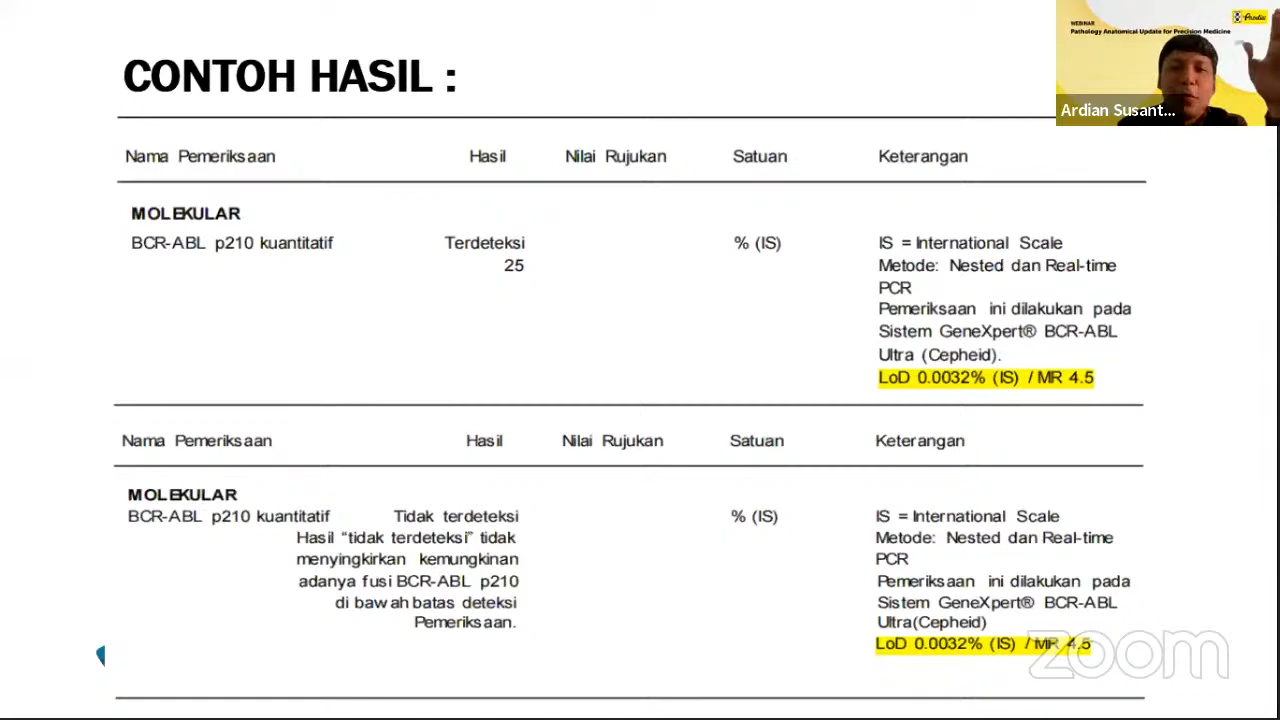 WEBINAR
Pathology Anatomical Update for Precision Medicine
Prodia
Ardian Susant...
CONTOH HASIL :
Nama Pemeriksaan Hasil Nilai Rujukan Satuan Keterangan
MOLEKULAR
BCR-ABL p210 kuantitatif Terdeteksi % (IS) IS = International Scale
25 Metode: Nested dan Real-time
PCR
Pemeriksaan ini dilakukan pada
Sistem GeneXpert® BCR-ABL
Ultra (Cepheid).
LoD 0.0032% (IS) / MR 4.5
Nama Pemeriksaan Hasil Nilai Rujukan Satuan Keterangan
MOLEKULAR
BCR-ABL p210 kuantitatif Tidak terdeteksi % (IS) IS = International Scale
Hasil “tidak terdeteksi” tidak Metode: Nested dan Real-time
menyingkirkan kemungkinan PCR
adanya fusi BCR-ABL p210 Pemeriksaan ini dilakukan pada
di bawah batas deteksi Sistem GeneXpert® BCR-ABL
Pemeriksaan. Ultra(Cepheid)
LoD 0.0032% (IS) / MR 4.5
zoom